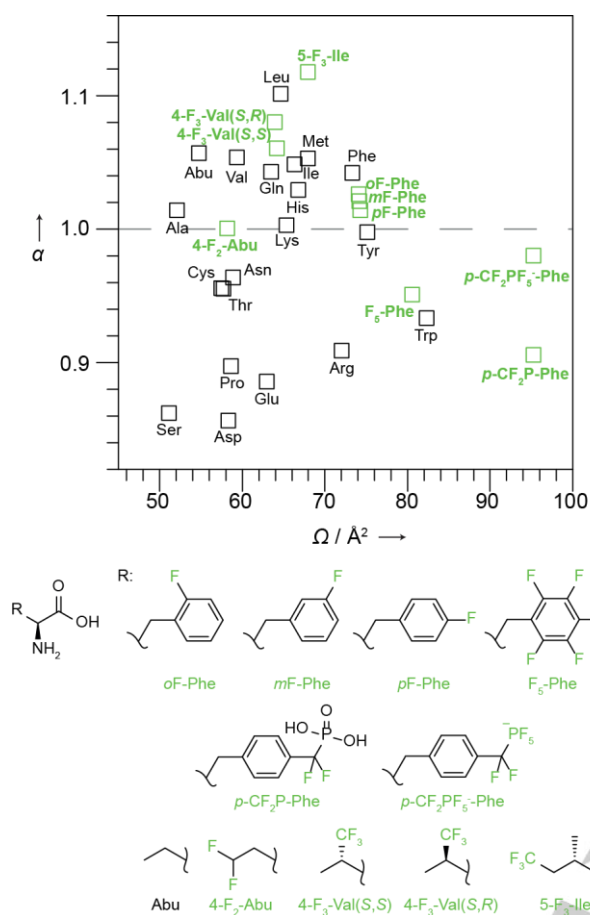 5-F₃-Ile
Leu
1.1
4-F₃-Val(S,R)
4-F₃-Val(S,S)
Met
Phe
Abu
Val
Gln
Ile
oF-Phe
His
mF-Phe
pF-Phe
Ala
1.0
4-F₂-Abu
Lys
Tyr
α
Cys
Asn
p-CF₂PF₅⁻-Phe
Thr
F₅-Phe
Trp
Pro
Arg
p-CF₂P-Phe
0.9
Glu
Ser
Asp
50 60 70 80 90 100
Ω / Å²
R:
F
F
F
F
F
F
F
R
O
OH
NH₂
oF-Phe
mF-Phe
pF-Phe
F₅-Phe
O
HO
P
OH
F
F
⁻PF₅
F
F
p-CF₂P-Phe
p-CF₂PF₅⁻-Phe
CF₃
CF₃
F
F
F₃C
Abu
4-F₂-Abu
4-F₃-Val(S,S)
4-F₃-Val(S,R)